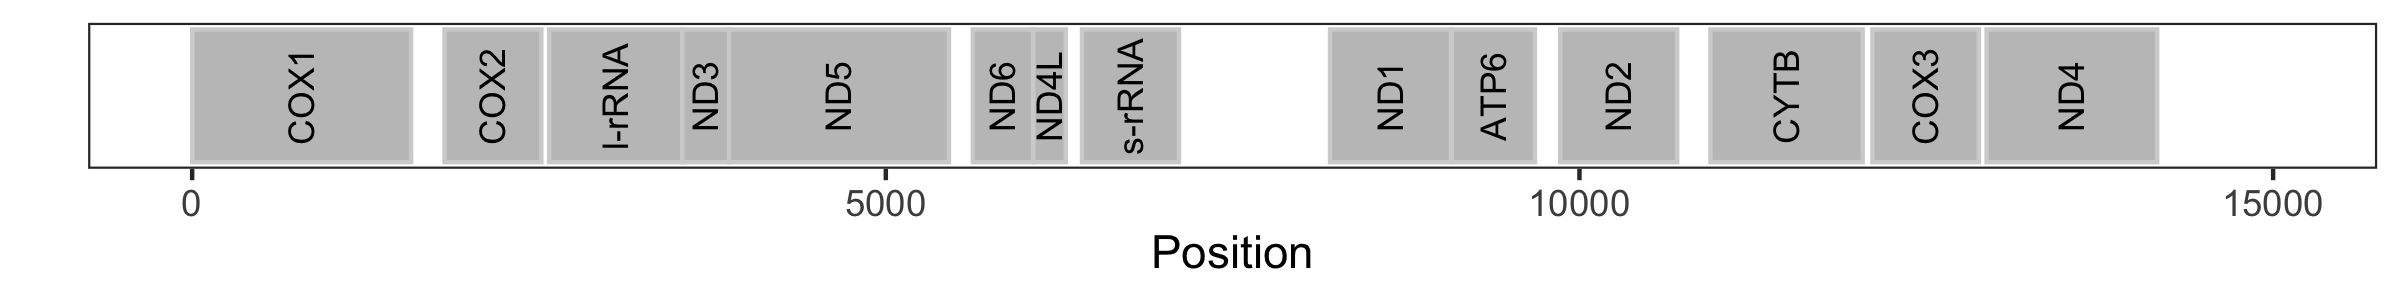 COX1 COX2 l-rRNA ND3 ND5 ND6 ND4L s-rRNA ND1 ATP6 ND2 CYTB COX3 ND4
0 5000 10000 15000
Position